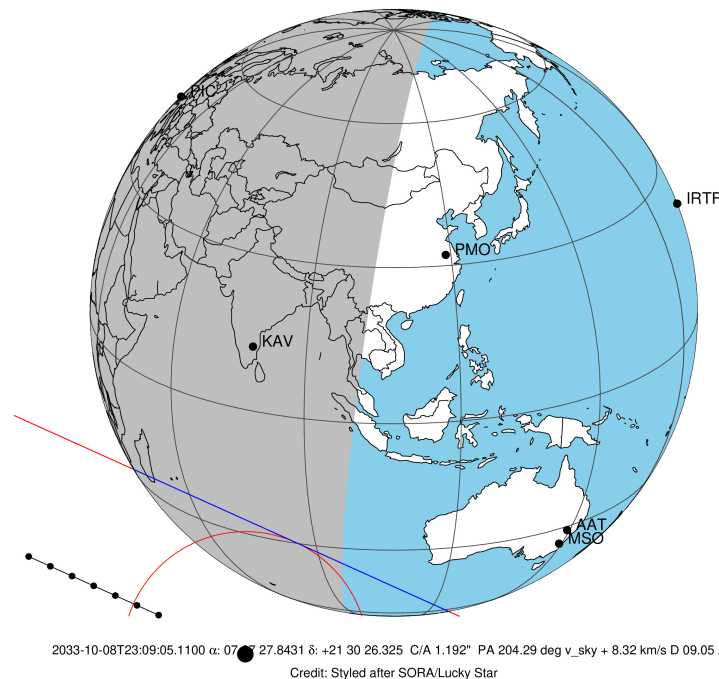 PIC
IRTF
PMO
KAV
AAT
MSO
2033-10-08T23:09:05.1100 α: 07 27.8431 δ: +21 30 26.325 C/A 1.192" PA 204.29 deg v_sky + 8.32 km/s D 09.05
Credit: Styled after SORA/Lucky Star